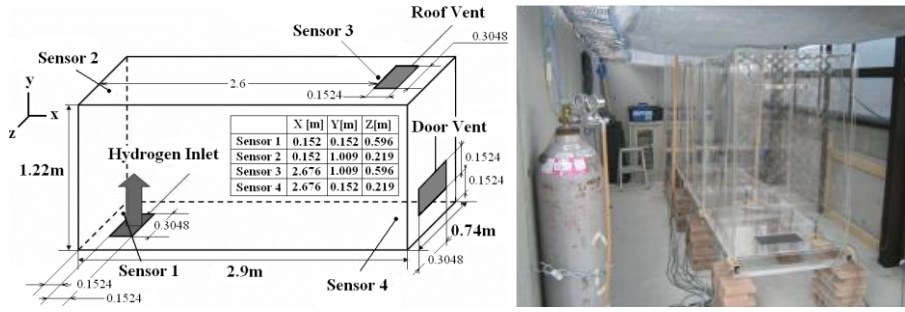 Roof Vent
Sensor 3
0.3048
Sensor 2
2.6
0.1524
y
x
z
X [m] Y[m] Z[m]
Sensor 1 0.152 0.152 0.596
Sensor 2 0.152 1.009 0.219
Sensor 3 2.676 1.009 0.596
Sensor 4 2.676 0.152 0.219
Door Vent
0.1524
0.1524
1.22m
Hydrogen Inlet
0.3048
0.74m
Sensor 1
2.9m
0.3048
Sensor 4
0.1524
0.1524